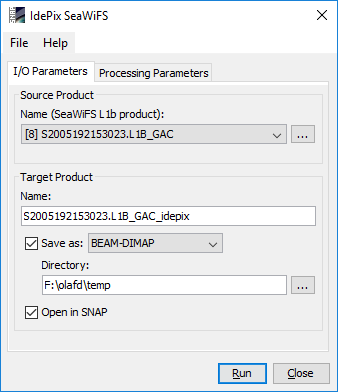 IdePix SeaWiFS
File Help
I/O Parameters Processing Parameters
Source Product
Name (SeaWiFS L1b product):
[8] S2005192153023.L1B_GAC ...
Target Product
Name:
S2005192153023.L1B_GAC_idepix
Save as: BEAM-DIMAP
Directory:
F:\olafd\temp ...
Open in SNAP
Run Close